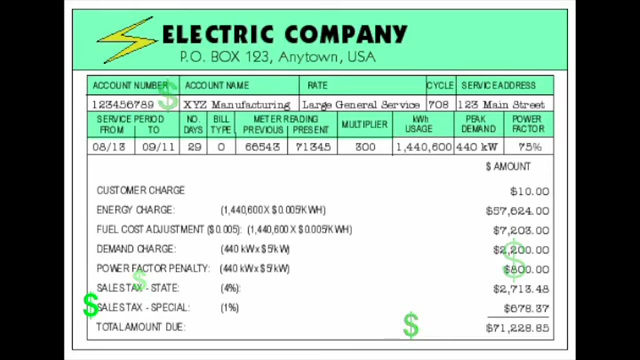 ELECTRIC COMPANY
P.O. BOX 123, Anytown, USA
ACCOUNT NUMBER ACCOUNT NAME RATE CYCLE SERVICE ADDRESS
123456789 XYZ Manufacturing Large General Service 708 123 Main Street
SERVICE PERIOD NO. BILL METER READING MULTIPLIER kWh PEAK POWER
FROM TO DAYS TYPE PREVIOUS PRESENT USAGE DEMAND FACTOR
08/13 09/11 29 0 66543 71345 300 1,440,600 440 kW 75%
$ AMOUNT
CUSTOMER CHARGE $10.00
ENERGY CHARGE: (1,440,600 X $0.005/KWH) $57,624.00
FUEL COST ADJUSTMENT ($0.005): (1,440,600 X $0.005/KWH) $7,203.00
DEMAND CHARGE: (440 kW x $5/kW) $2,200.00
POWER FACTOR PENALTY: (440 kW x $5/kW) $800.00
SALES TAX - STATE: (4%): $2,713.48
SALES TAX - SPECIAL: (1%) $678.37
TOTAL AMOUNT DUE: $71,228.85